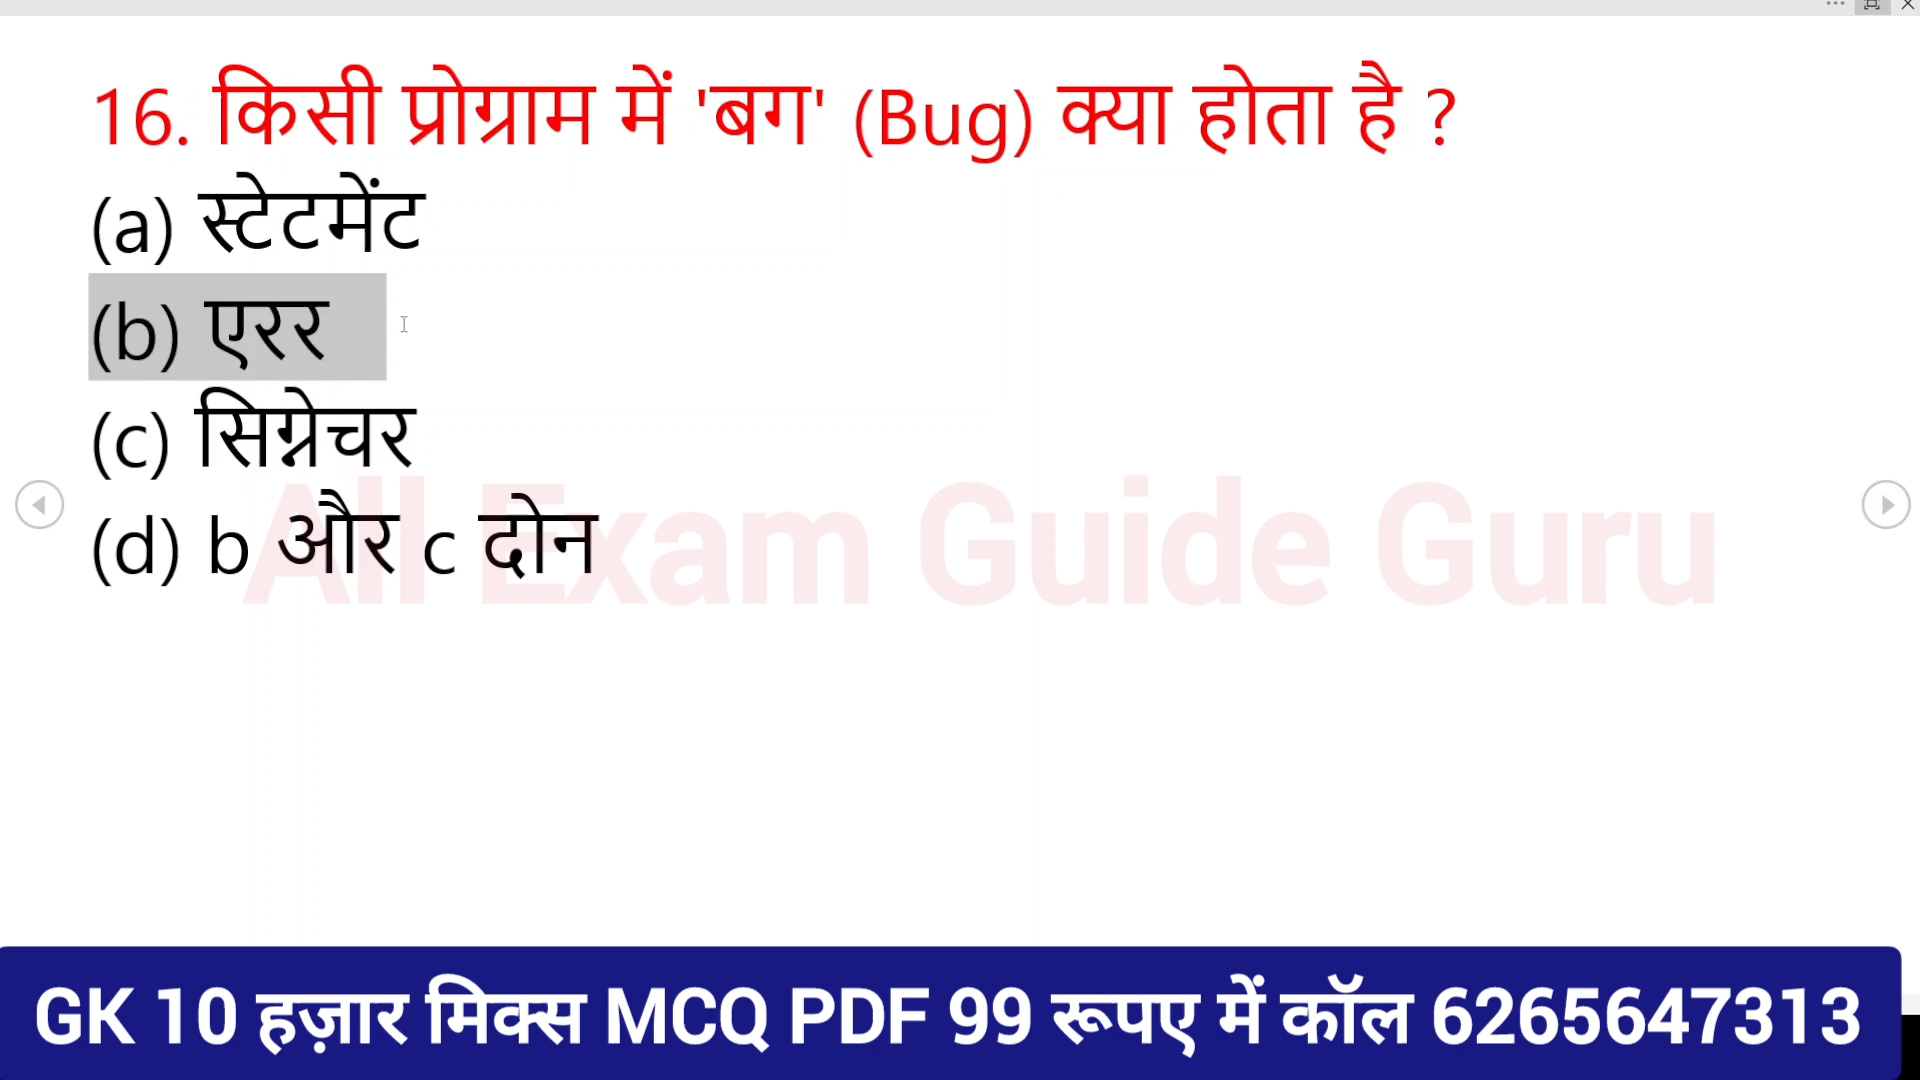 16. किसी प्रोग्राम में 'बग' (Bug) क्या होता है ?
(a) स्टेटमेंट
(b) एरर
(c) सिग्नेचर
(d) b और c दोन
All Exam Guide Guru
GK 10 हज़ार मिक्स MCQ PDF 99 रूपए में कॉल 6265647313